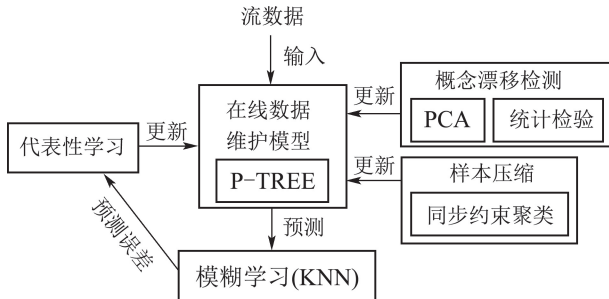 流数据
输入
概念漂移检测
更新
PCA
统计检验
在线数据
维护模型
P-TREE
代表性学习
更新
更新
样本压缩
同步约束聚类
预测误差
预测
模糊学习(KNN)